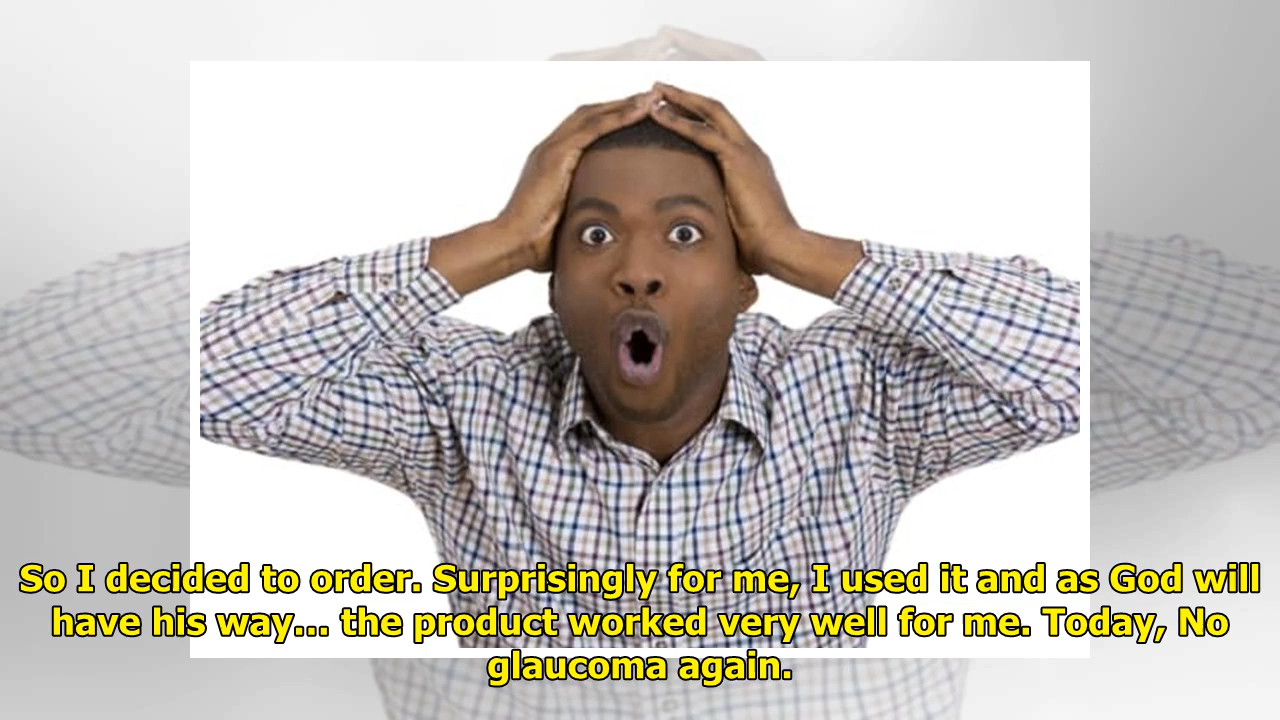 So I decided to order. Surprisingly for me, I used it and as God will
have his way... the product worked very well for me. Today, No
glaucoma again.